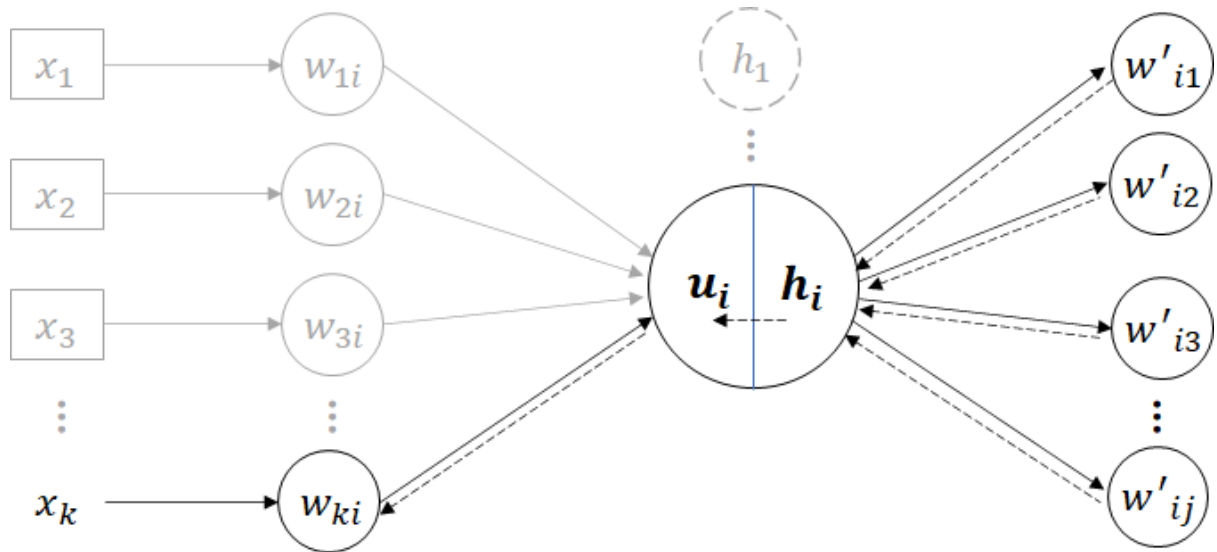 x₁ w₁ᵢ h₁ w'ᵢ₁
⋮
x₂ w₂ᵢ w'ᵢ₂
uᵢ hᵢ
x₃ w₃ᵢ w'ᵢ₃
⋮ ⋮ ⋮
xₖ wₖᵢ w'ᵢⱼ